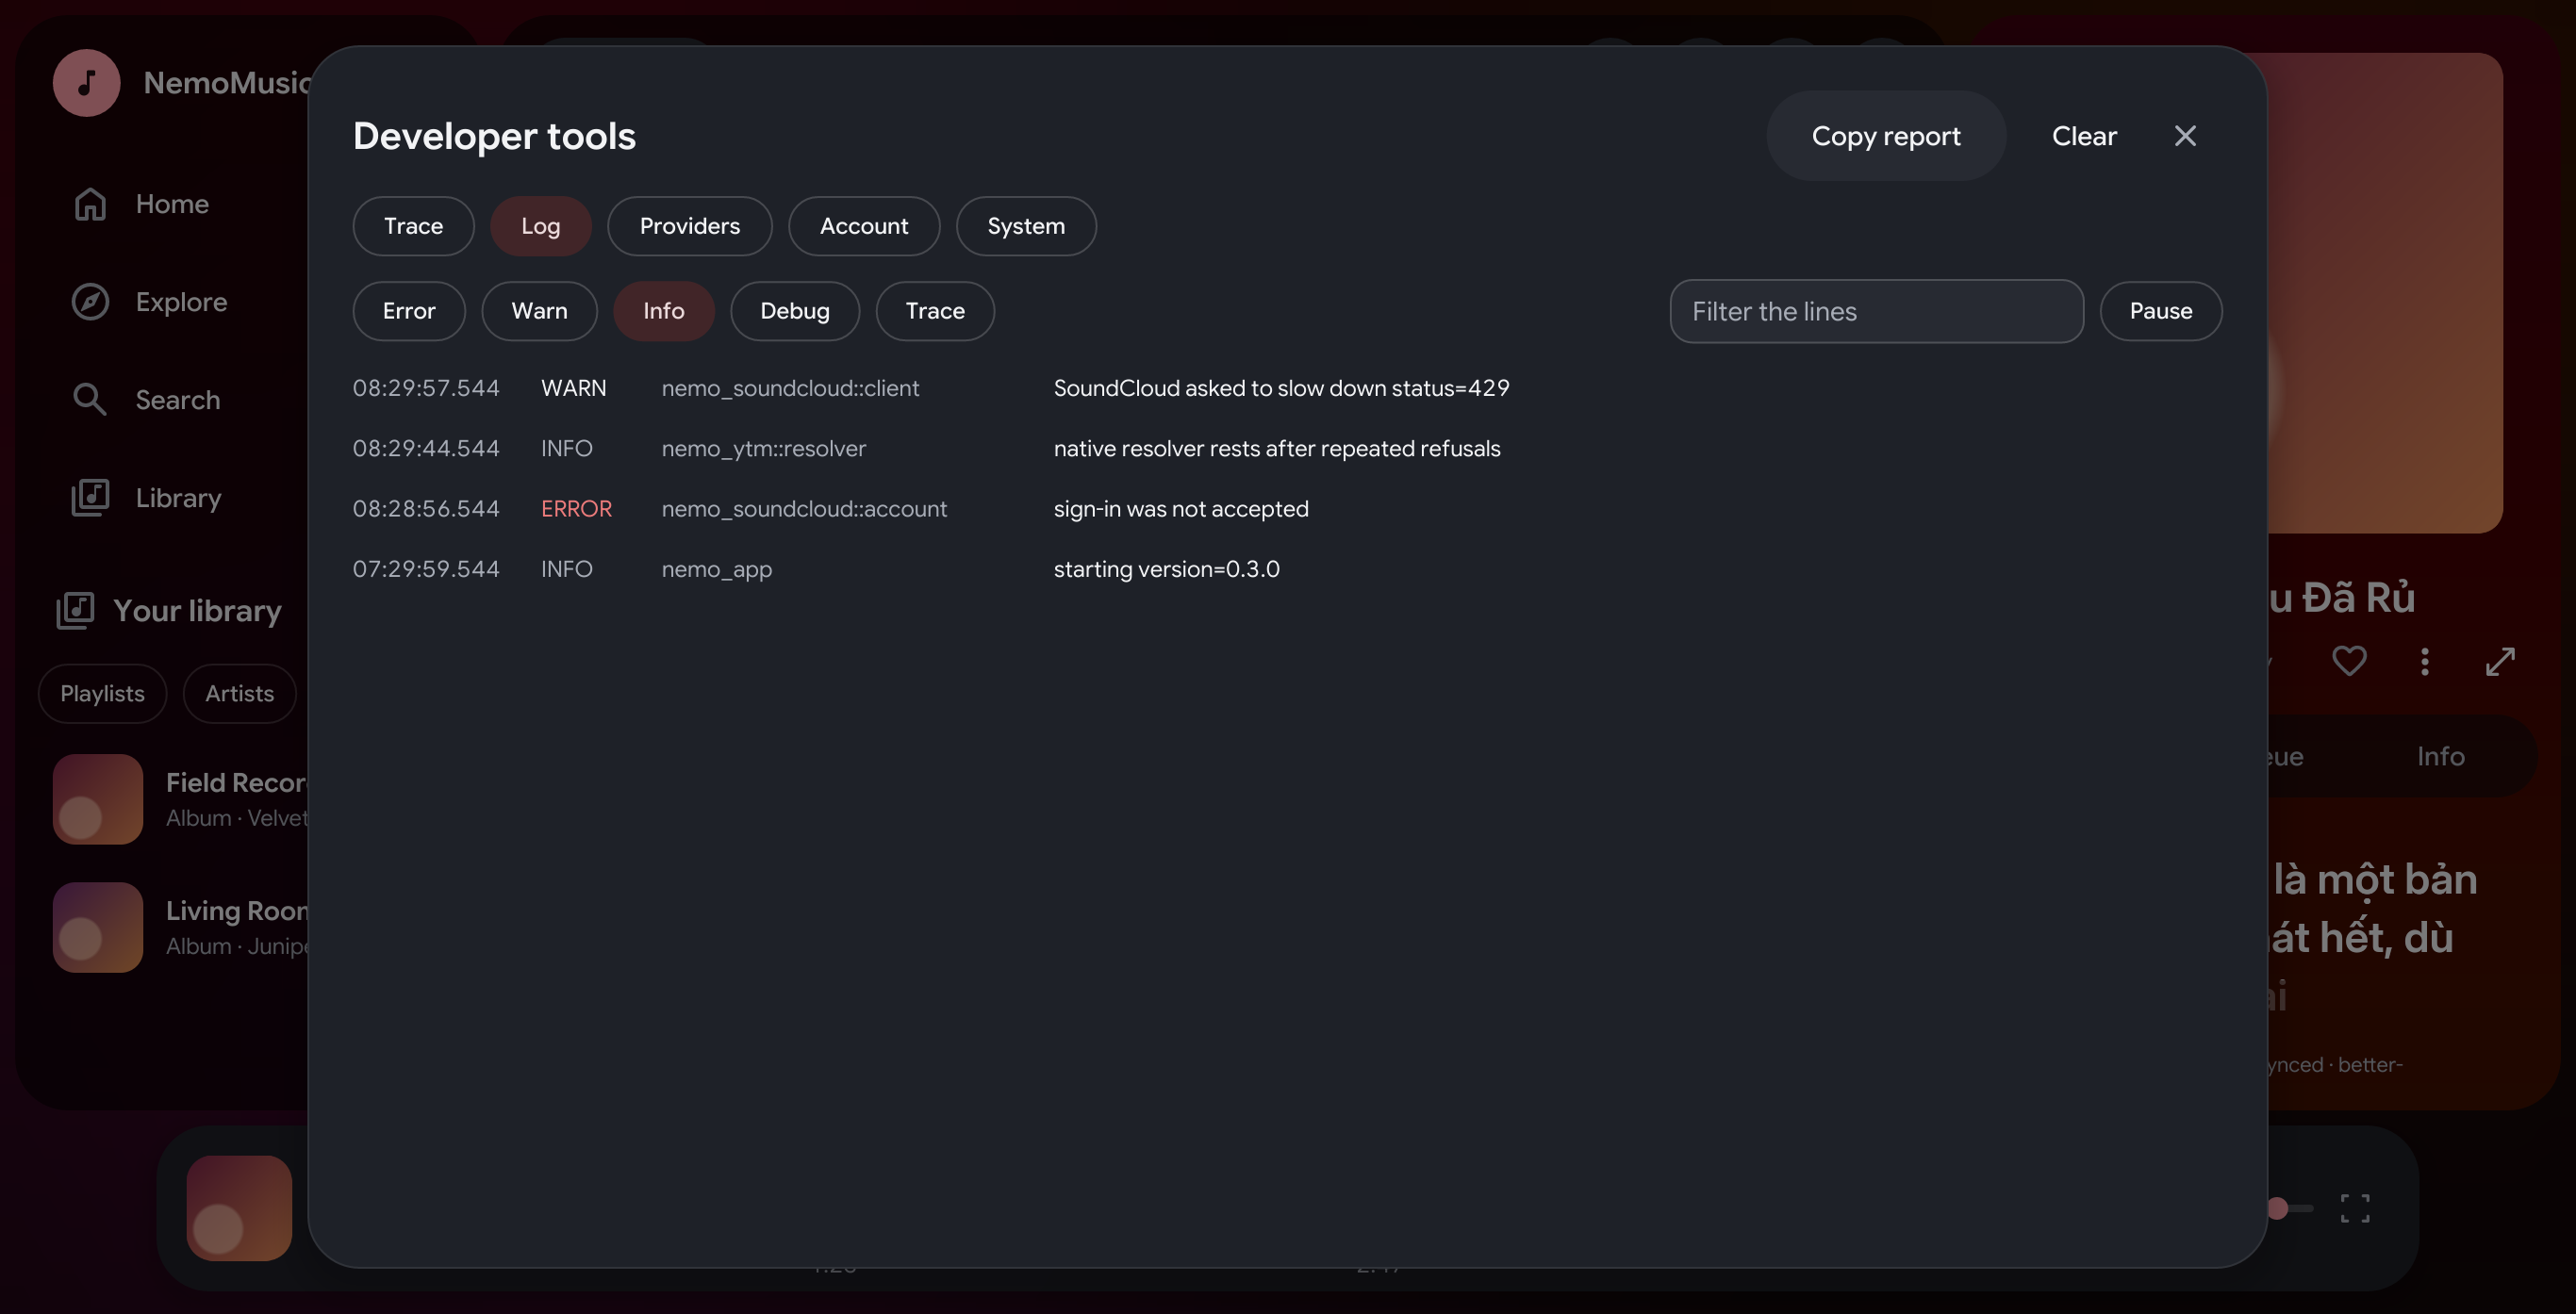 NemoMusic
Home
Explore
Search
Library
Your library
Playlists
Artists
Field Recor
Album · Velvet
Living Room
Album · Junipe
Developer tools
Copy report
Clear
Trace
Log
Providers
Account
System
Error
Warn
Info
Debug
Trace
Filter the lines
Pause
08:29:57.544 WARN nemo_soundcloud::client SoundCloud asked to slow down status=429
08:29:44.544 INFO nemo_ytm::resolver native resolver rests after repeated refusals
08:28:56.544 ERROR nemo_soundcloud::account sign-in was not accepted
07:29:59.544 INFO nemo_app starting version=0.3.0
u Đã Rủ
eue
Info
là một bản
át hết, dù
ai
ynced · better-